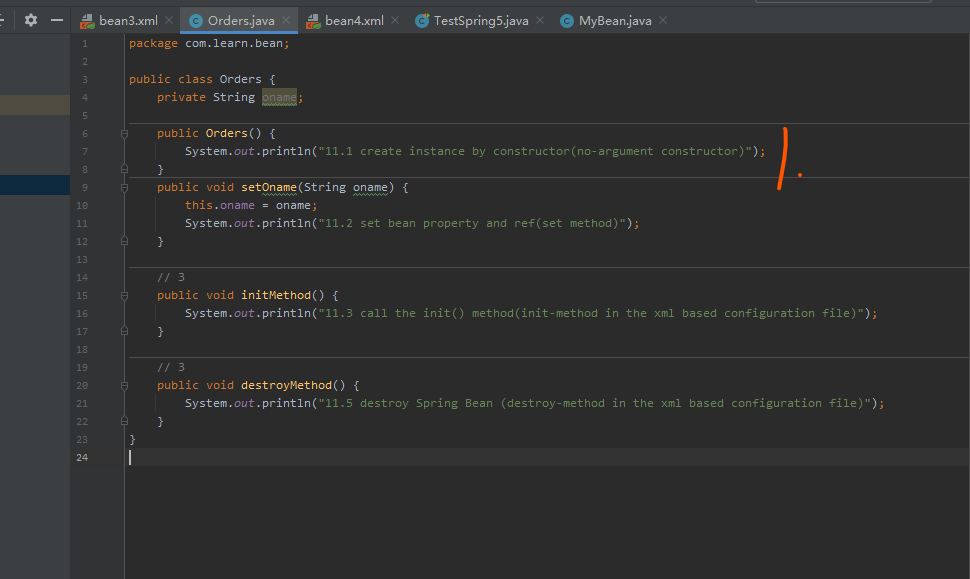 bean3.xml Orders.java bean4.xml TestSpring5.java MyBean.java
1 package com.learn.bean;
2
3 public class Orders {
4 private String oname;
5
6 public Orders() {
7 System.out.println("11.1 create instance by constructor(no-argument constructor)");
8 }
9 public void setOname(String oname) {
10 this.oname = oname;
11 System.out.println("11.2 set bean property and ref(set method)");
12 }
13
14 // 3
15 public void initMethod() {
16 System.out.println("11.3 call the init() method(init-method in the xml based configuration file)");
17 }
18
19 // 3
20 public void destroyMethod() {
21 System.out.println("11.5 destroy Spring Bean (destroy-method in the xml based configuration file)");
22 }
23 }
24
1.